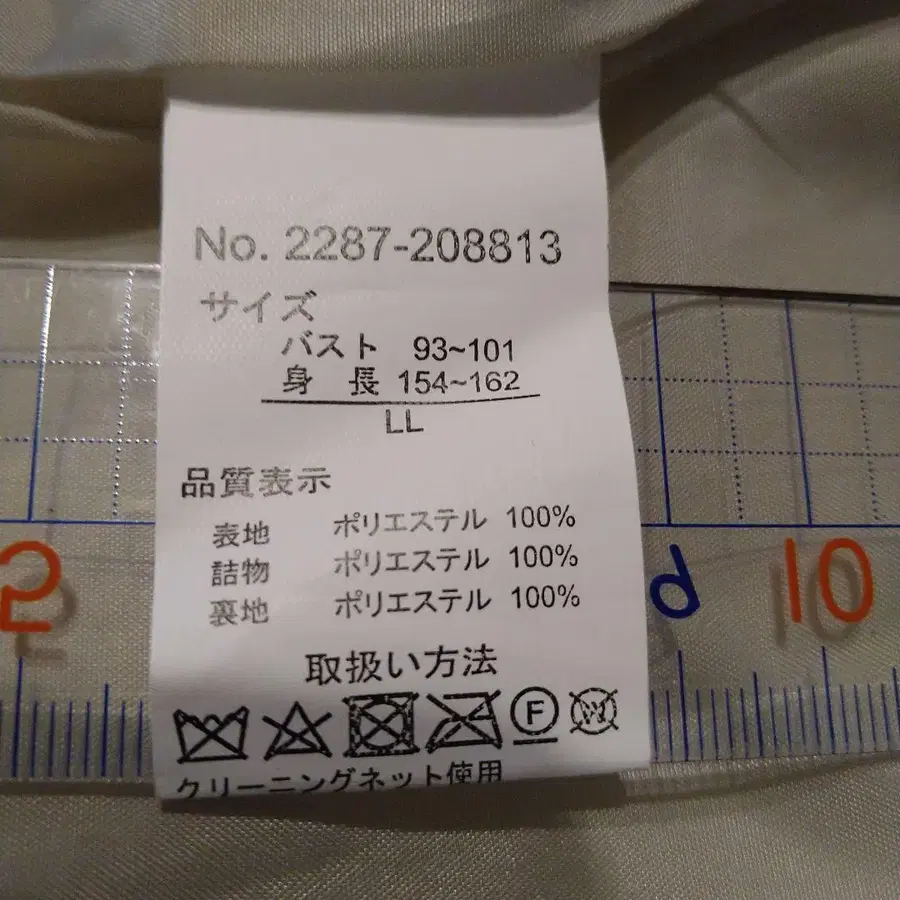 No. 2287-208813
サイズ
バスト 93~101
身 長 154~162
LL
品質表示
表地 ポリエステル 100%
詰物 ポリエステル 100%
裏地 ポリエステル 100%
取扱い方法
F W
クリーニングネット使用
10